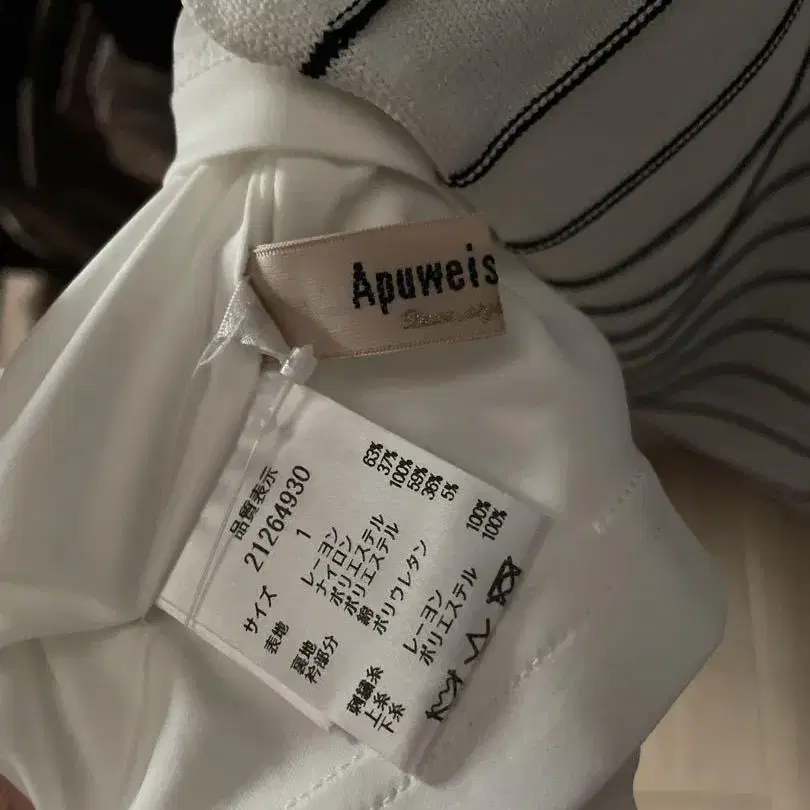 Apuweis
品質表示
21264930
サイズ 1
表地 レーヨン 63%
ナイロン 37%
裏地 ポリエステル 100%
衿部分 ポリエステル 59%
綿 36%
ポリウレタン 5%
刺繍糸
上糸 レーヨン 100%
下糸 ポリエステル 100%